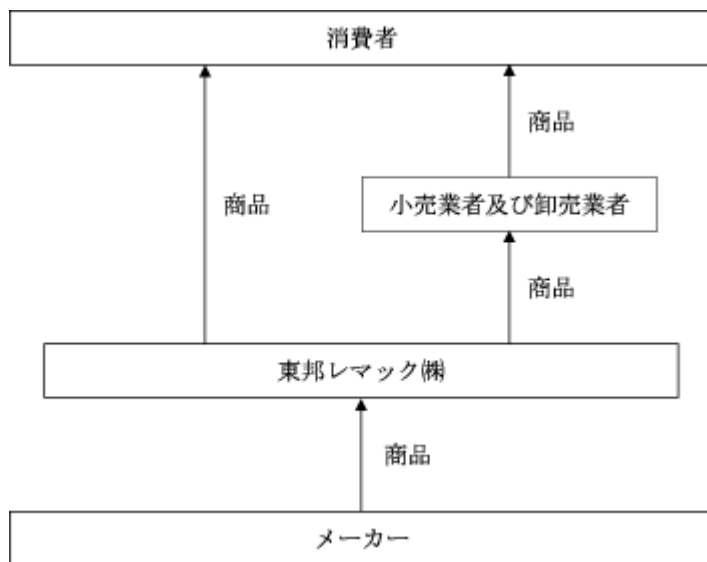 消費者
商品
商品
小売業者及び卸売業者
商品
東邦レマック㈱
商品
メーカー